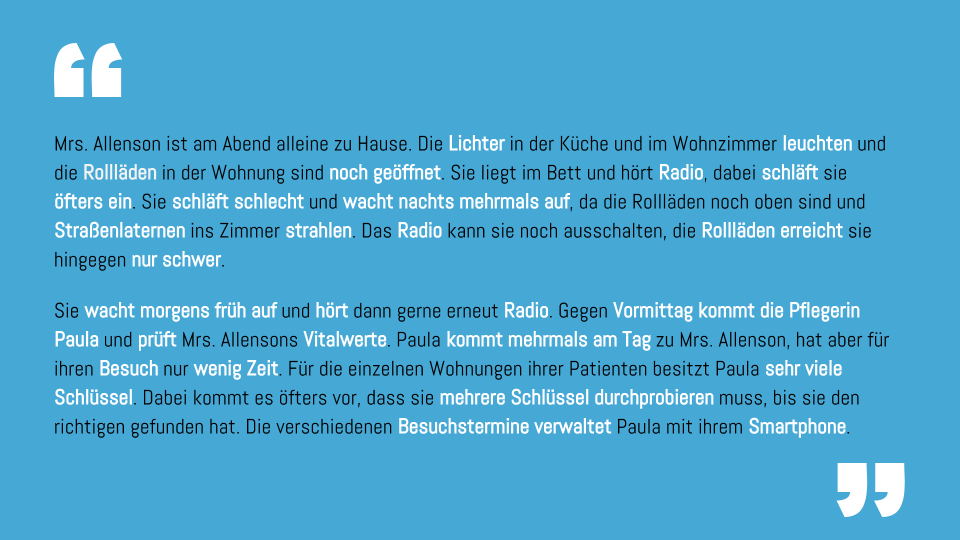 “
Mrs. Allenson ist am Abend alleine zu Hause. Die Lichter in der Küche und im Wohnzimmer leuchten und
die Rollläden in der Wohnung sind noch geöffnet. Sie liegt im Bett und hört Radio, dabei schläft sie
öfters ein. Sie schläft schlecht und wacht nachts mehrmals auf, da die Rollläden noch oben sind und
Straßenlaternen ins Zimmer strahlen. Das Radio kann sie noch ausschalten, die Rollläden erreicht sie
hingegen nur schwer.
Sie wacht morgens früh auf und hört dann gerne erneut Radio. Gegen Vormittag kommt die Pflegerin
Paula und prüft Mrs. Allensons Vitalwerte. Paula kommt mehrmals am Tag zu Mrs. Allenson, hat aber für
ihren Besuch nur wenig Zeit. Für die einzelnen Wohnungen ihrer Patienten besitzt Paula sehr viele
Schlüssel. Dabei kommt es öfters vor, dass sie mehrere Schlüssel durchprobieren muss, bis sie den
richtigen gefunden hat. Die verschiedenen Besuchstermine verwaltet Paula mit ihrem Smartphone.
”